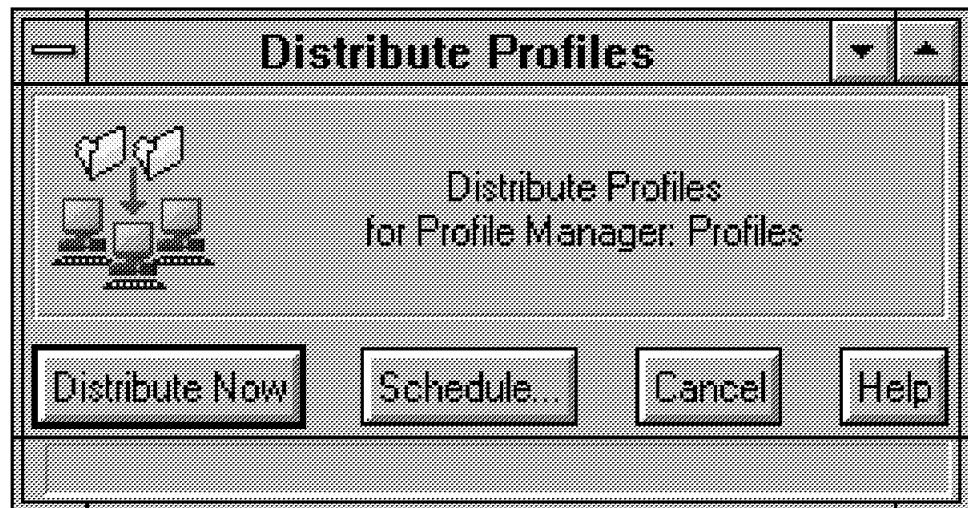 Distribute Profiles
Distribute Profiles
for Profile Manager: Profiles
Distribute Now Schedule... Cancel Help